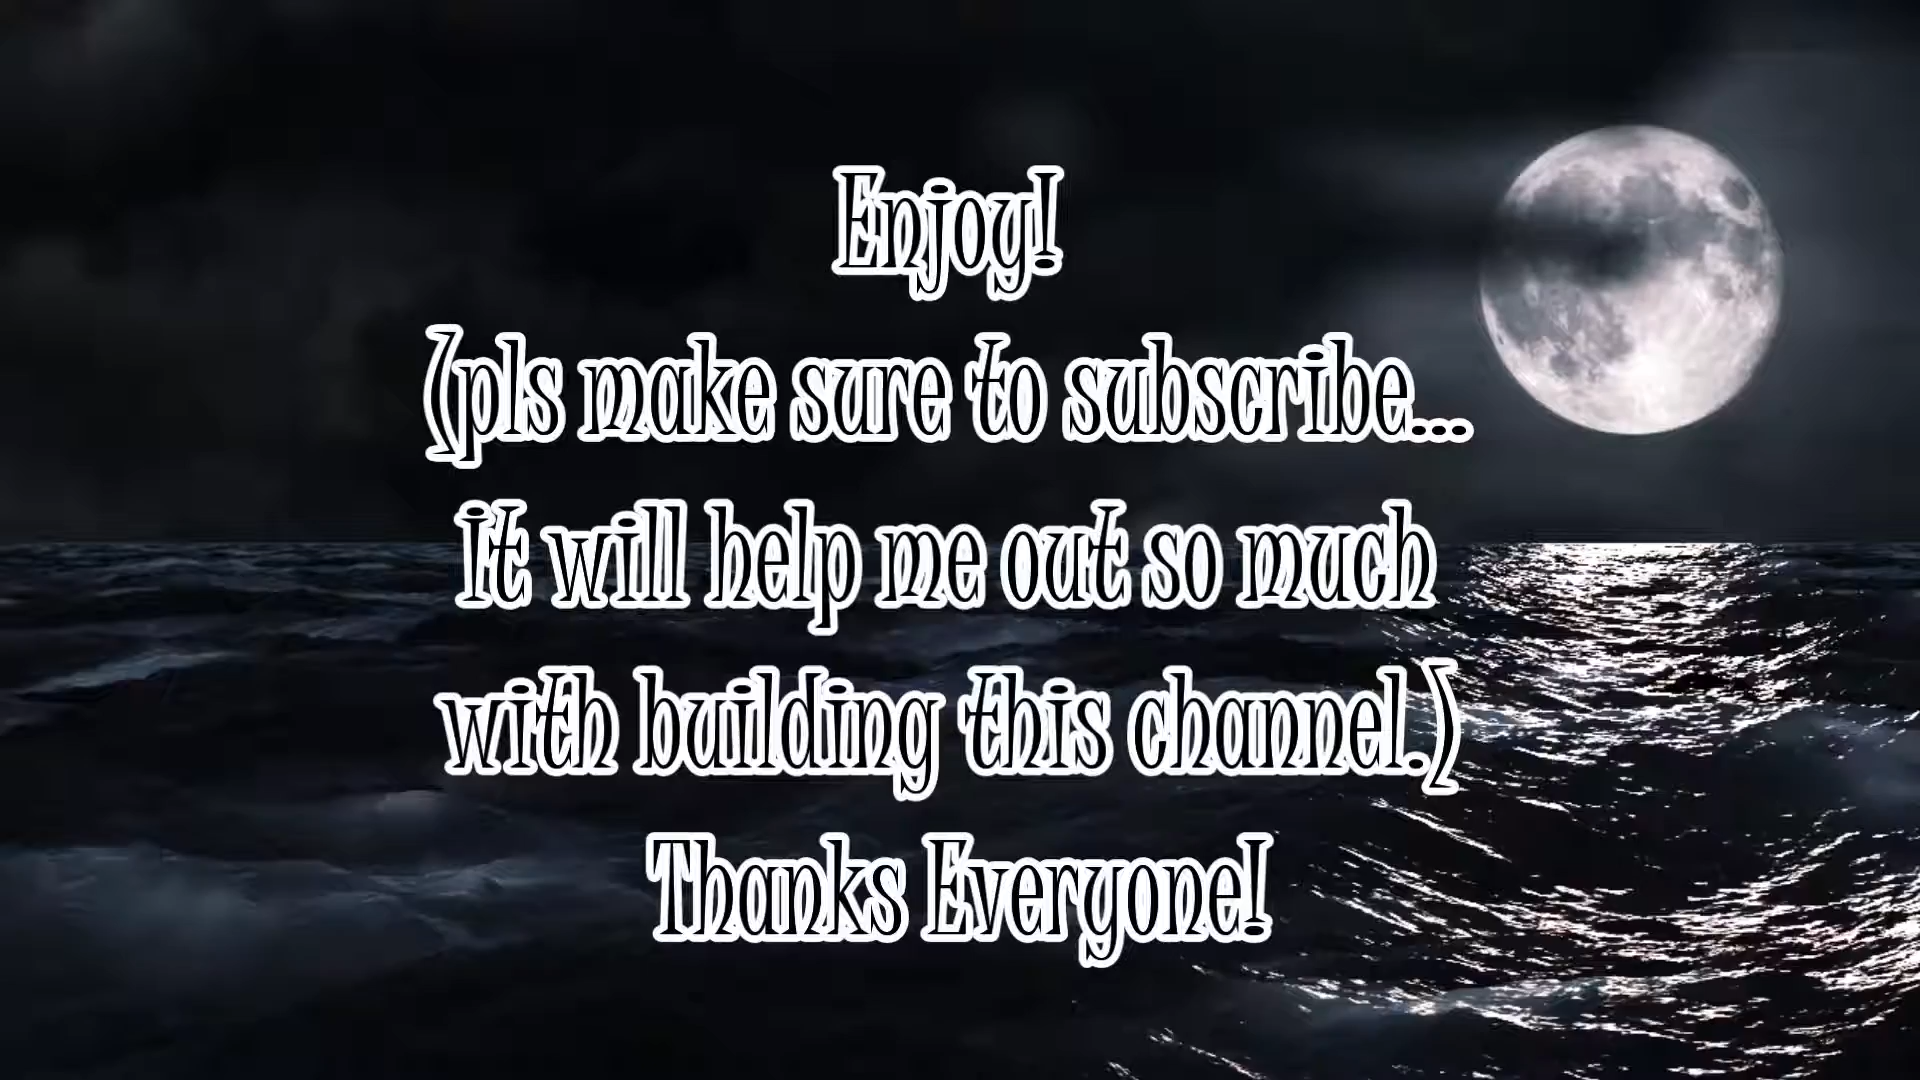 Enjoy!
(pls make sure to subscribe...
it will help me out so much
with building this channel.)
Thanks Everyone!